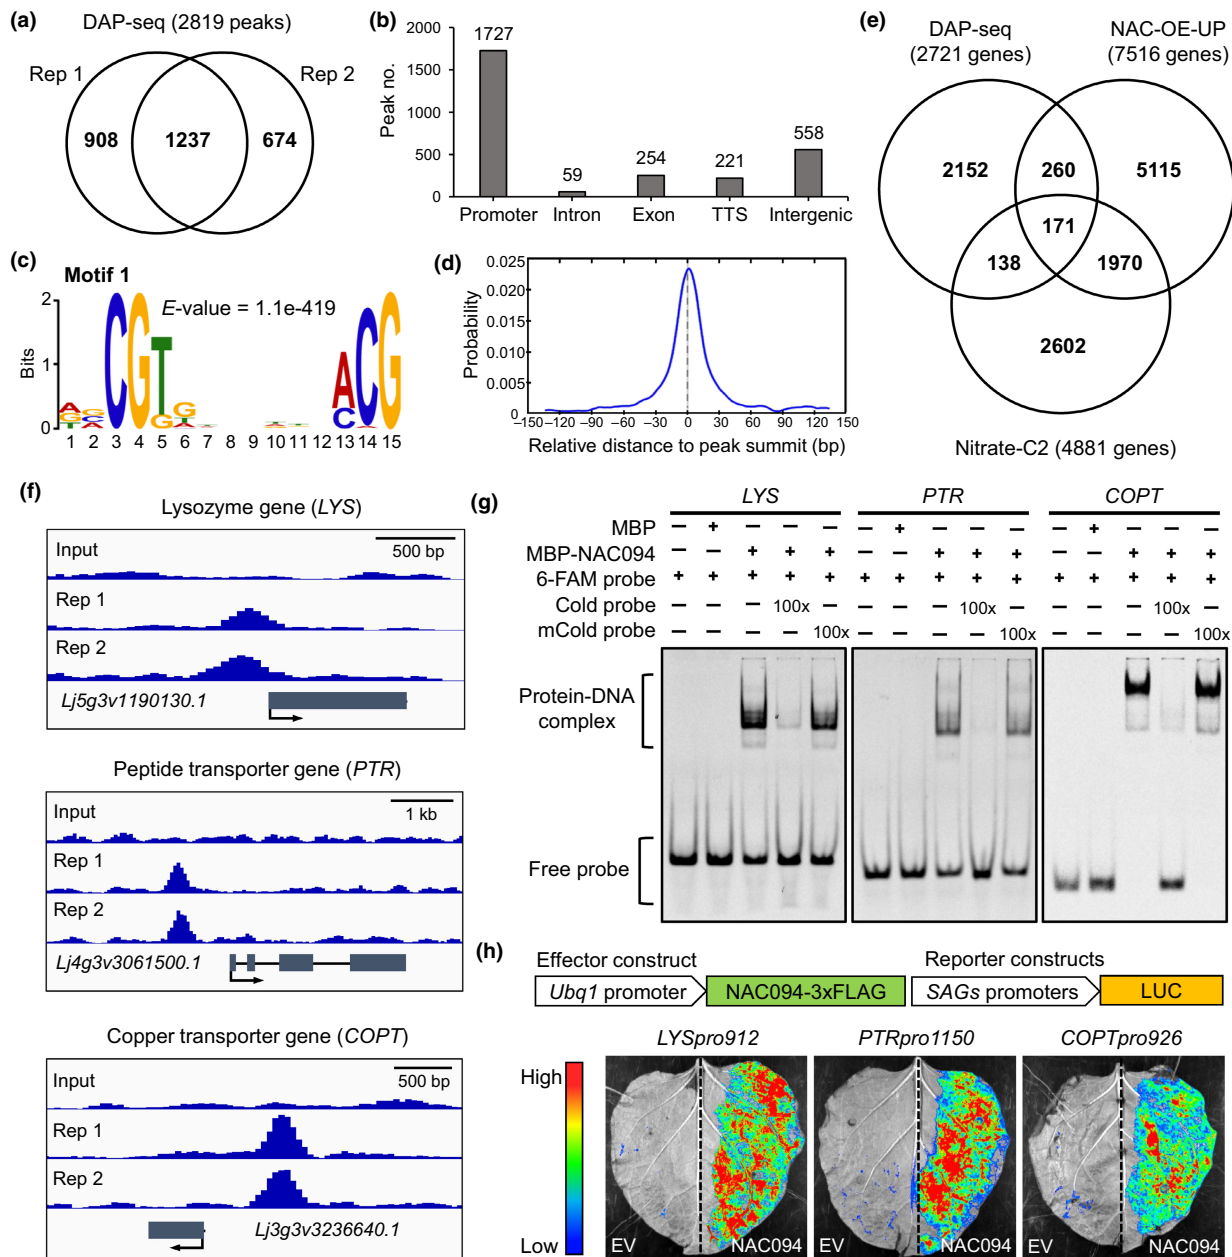 (a)
DAP-seq (2819 peaks)
Rep 1
Rep 2
908
1237
674
(b)
Peak no.
2000
1500
1000
500
0
1727
59
254
221
558
Promoter
Intron
Exon
TTS
Intergenic
(c)
Motif 1
E-value = 1.1e-419
Bits
2
1
0
1 2 3 4 5 6 7 8 9 10 11 12 13 14 15
(d)
Probability
0.025
0.020
0.015
0.010
0.005
0
–150 –120 –90 –60 –30 0 30 60 90 120 150
Relative distance to peak summit (bp)
(e)
DAP-seq
(2721 genes)
NAC-OE-UP
(7516 genes)
2152
260
5115
171
138
1970
2602
Nitrate-C2 (4881 genes)
(f)
Lysozyme gene (LYS)
Input
500 bp
Rep 1
Rep 2
Lj5g3v1190130.1
Peptide transporter gene (PTR)
Input
1 kb
Rep 1
Rep 2
Lj4g3v3061500.1
Copper transporter gene (COPT)
Input
500 bp
Rep 1
Rep 2
Lj3g3v3236640.1
(g)
LYS PTR COPT
MBP – + – – – – + – – – – + – – –
MBP-NAC094 – – + + + – – + + + – – + + +
6-FAM probe + + + + + + + + + + + + + + +
Cold probe – – – 100x – – – – 100x – – – – 100x –
mCold probe – – – – 100x – – – – 100x – – – – 100x
Protein-DNA
complex
Free probe
(h)
Effector construct
Reporter constructs
Ubq1 promoter
NAC094-3xFLAG
SAGs promoters
LUC
LYSpro912
PTRpro1150
COPTpro926
High
Low
EV
NAC094
EV
NAC094
EV
NAC094